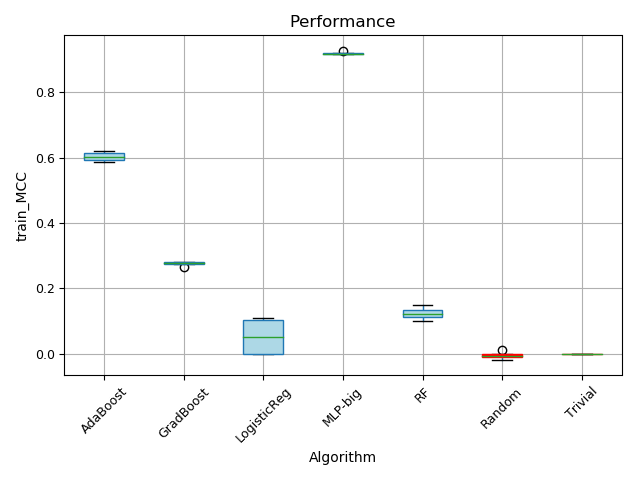 Performance
train_MCC
0.8
0.6
0.4
0.2
0.0
AdaBoost
GradBoost
LogisticReg
MLP-big
RF
Random
Trivial
Algorithm